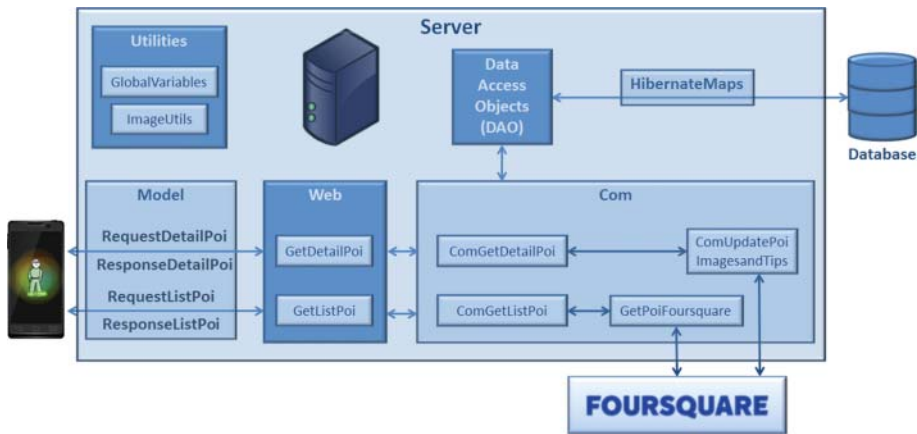 Server
Utilities
GlobalVariables
ImageUtils
Data
Access
Objects
(DAO)
HibernateMaps
Database
Model
RequestDetailPoi
ResponseDetailPoi
RequestListPoi
ResponseListPoi
Web
GetDetailPoi
GetListPoi
Com
ComGetDetailPoi
ComUpdatePoi
ImagesandTips
ComGetListPoi
GetPoiFoursquare
FOURSQUARE